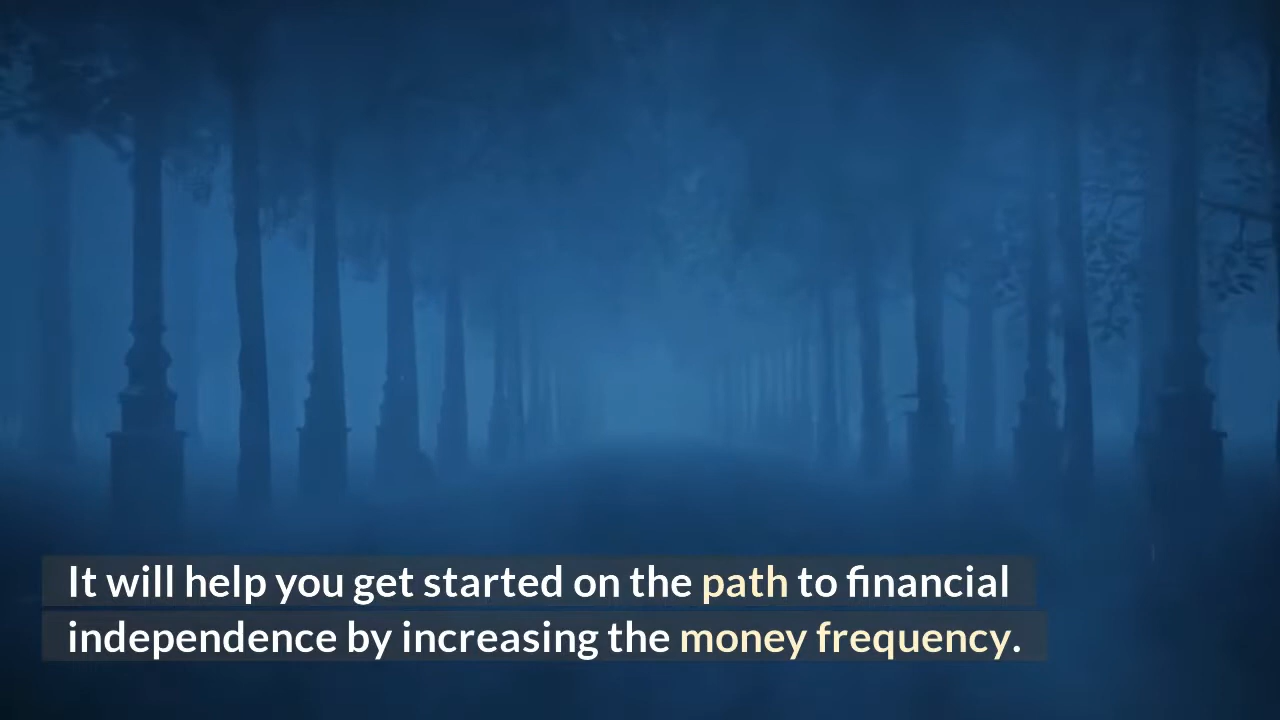 It will help you get started on the path to financial
independence by increasing the money frequency.